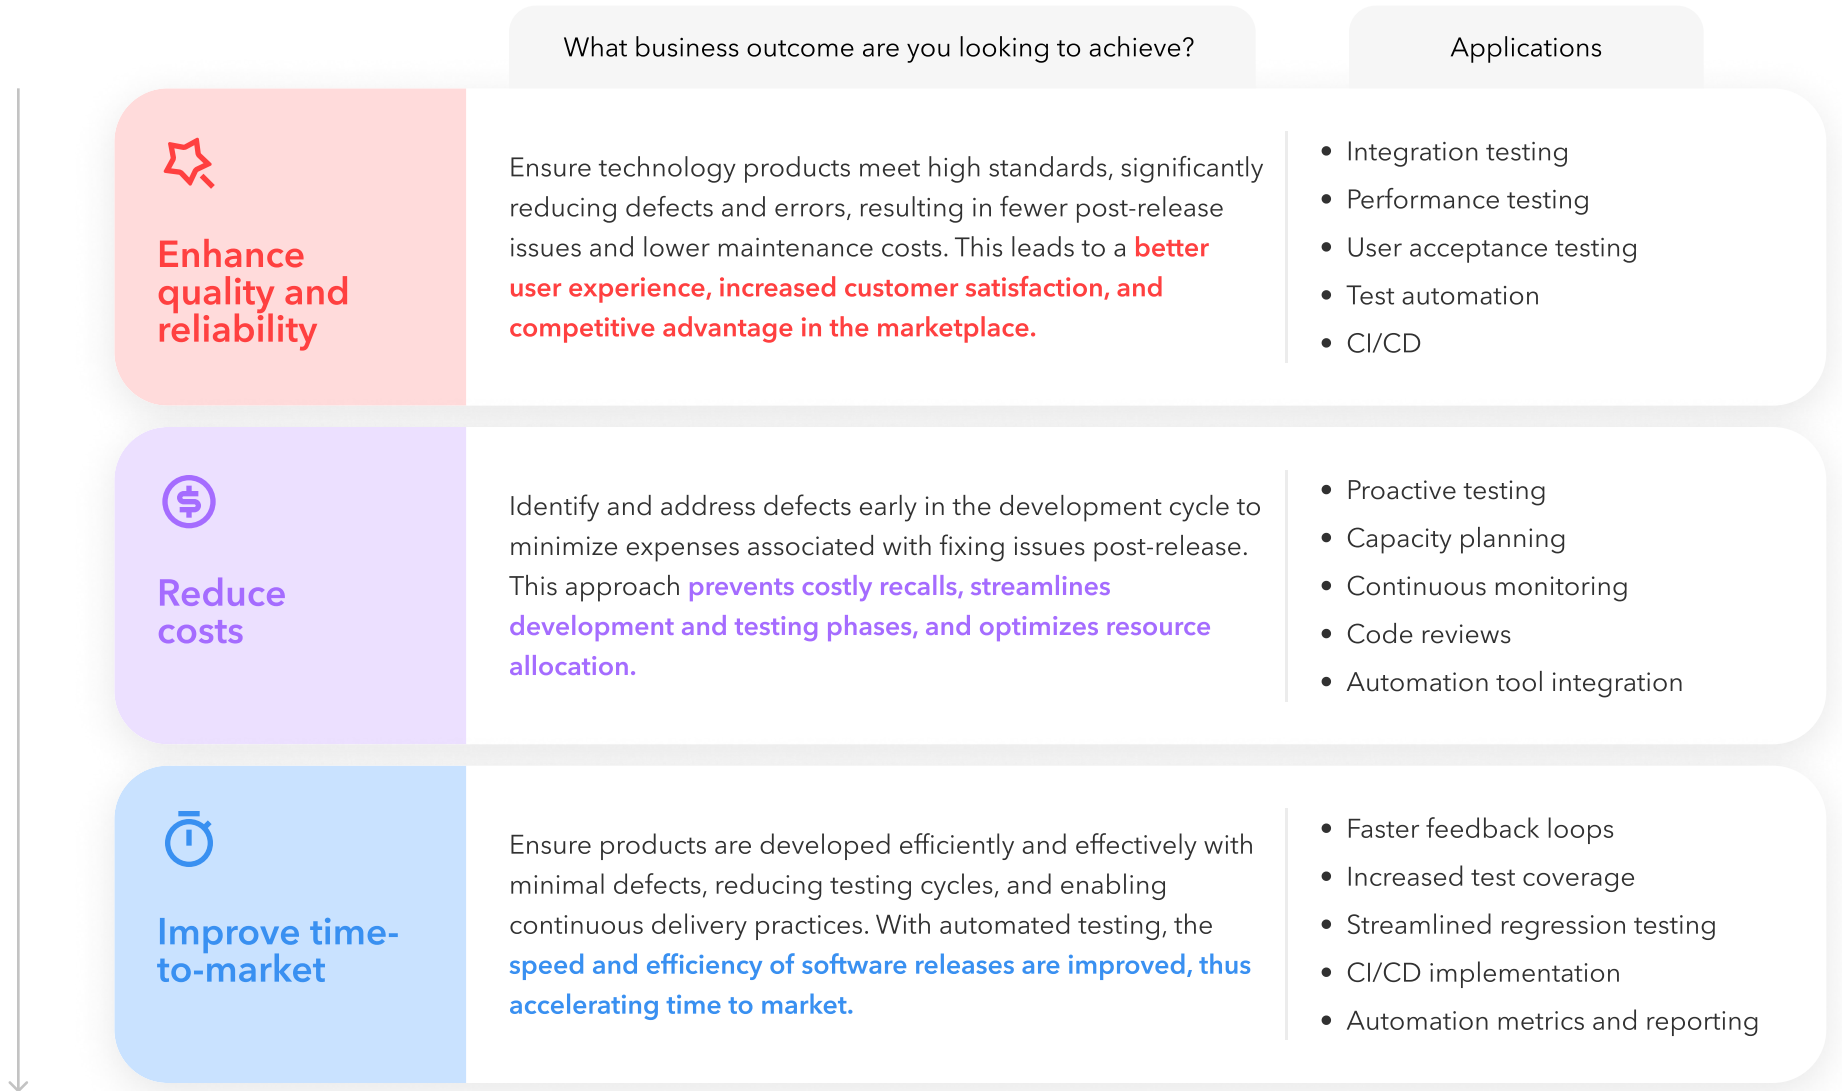 What business outcome are you looking to achieve?
Applications
Enhance
quality and
reliability
Ensure technology products meet high standards, significantly
reducing defects and errors, resulting in fewer post-release
issues and lower maintenance costs. This leads to a better
user experience, increased customer satisfaction, and
competitive advantage in the marketplace.
• Integration testing
• Performance testing
• User acceptance testing
• Test automation
• CI/CD
Reduce
costs
Identify and address defects early in the development cycle to
minimize expenses associated with fixing issues post-release.
This approach prevents costly recalls, streamlines
development and testing phases, and optimizes resource
allocation.
• Proactive testing
• Capacity planning
• Continuous monitoring
• Code reviews
• Automation tool integration
Improve time-
to-market
Ensure products are developed efficiently and effectively with
minimal defects, reducing testing cycles, and enabling
continuous delivery practices. With automated testing, the
speed and efficiency of software releases are improved, thus
accelerating time to market.
• Faster feedback loops
• Increased test coverage
• Streamlined regression testing
• CI/CD implementation
• Automation metrics and reporting